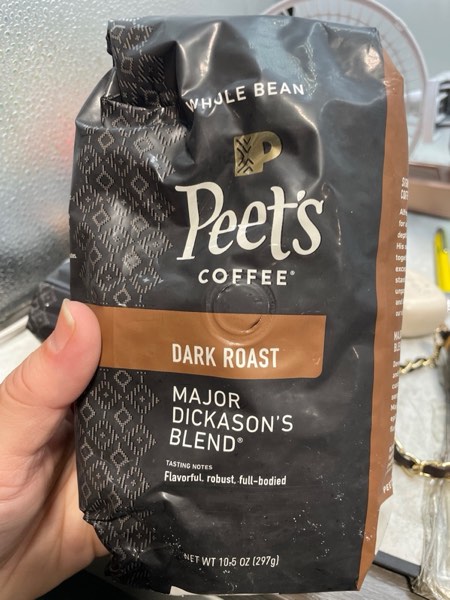 WHOLE BEAN
P
Peet's
COFFEE®
DARK ROAST
MAJOR
DICKASON'S
BLEND®
TASTING NOTES
Flavorful, robust, full-bodied
NET WT 10.5 OZ (297g)